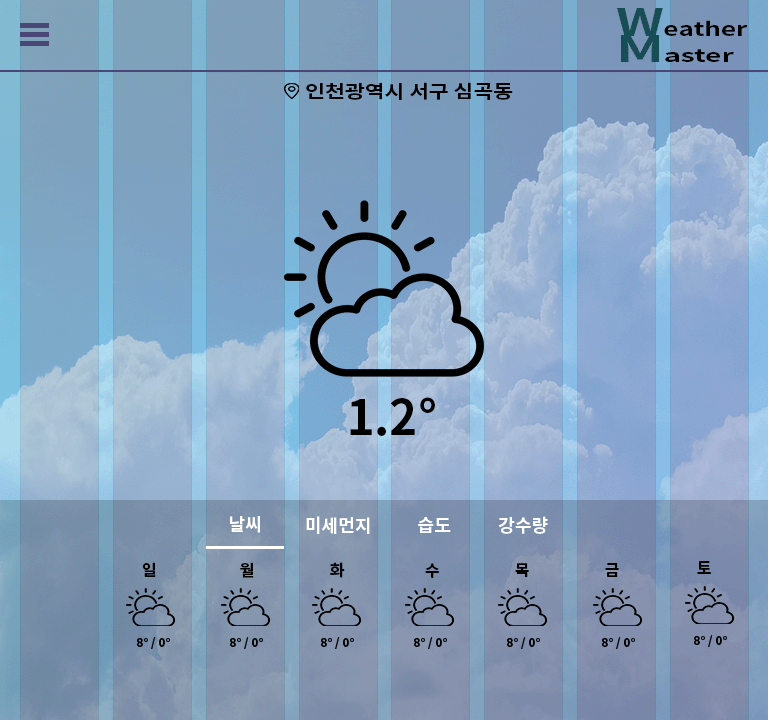 Weather
Master
인천광역시 서구 심곡동
1.2°
날씨 미세먼지 습도 강수량
일 월 화 수 목 금 토
8° / 0° 8° / 0° 8° / 0° 8° / 0° 8° / 0° 8° / 0° 8° / 0°